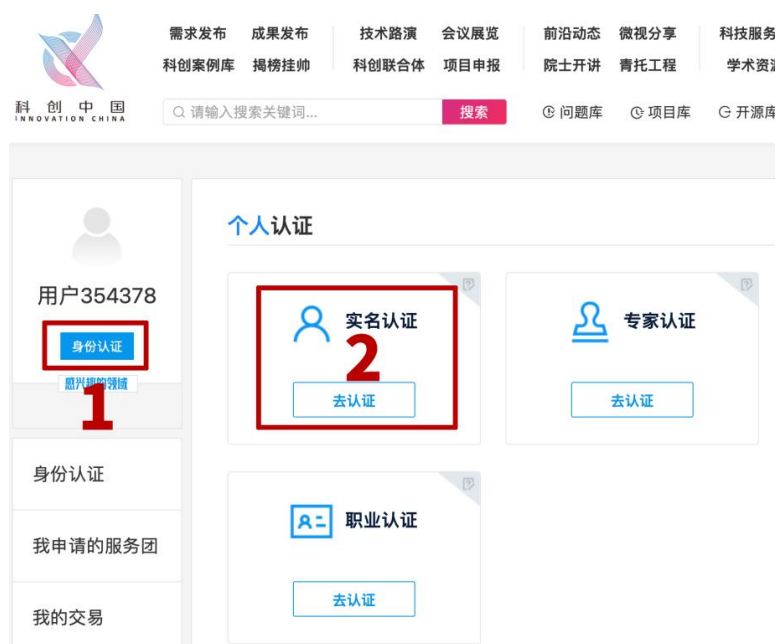 需求发布 成果发布 技术路演 会议展览 前沿动态 微视分享 科技服务
科创案例库 揭榜挂帅 科创联合体 项目申报 院士开讲 青托工程 学术资源
科创中国
INNOVATION CHINA
请输入搜索关键词... 搜索 问题库 项目库 开源库
个人认证
用户354378
身份认证
感兴趣的领域
1
实名认证
2
去认证
专家认证
去认证
身份认证
我申请的服务团
我的交易
职业认证
去认证